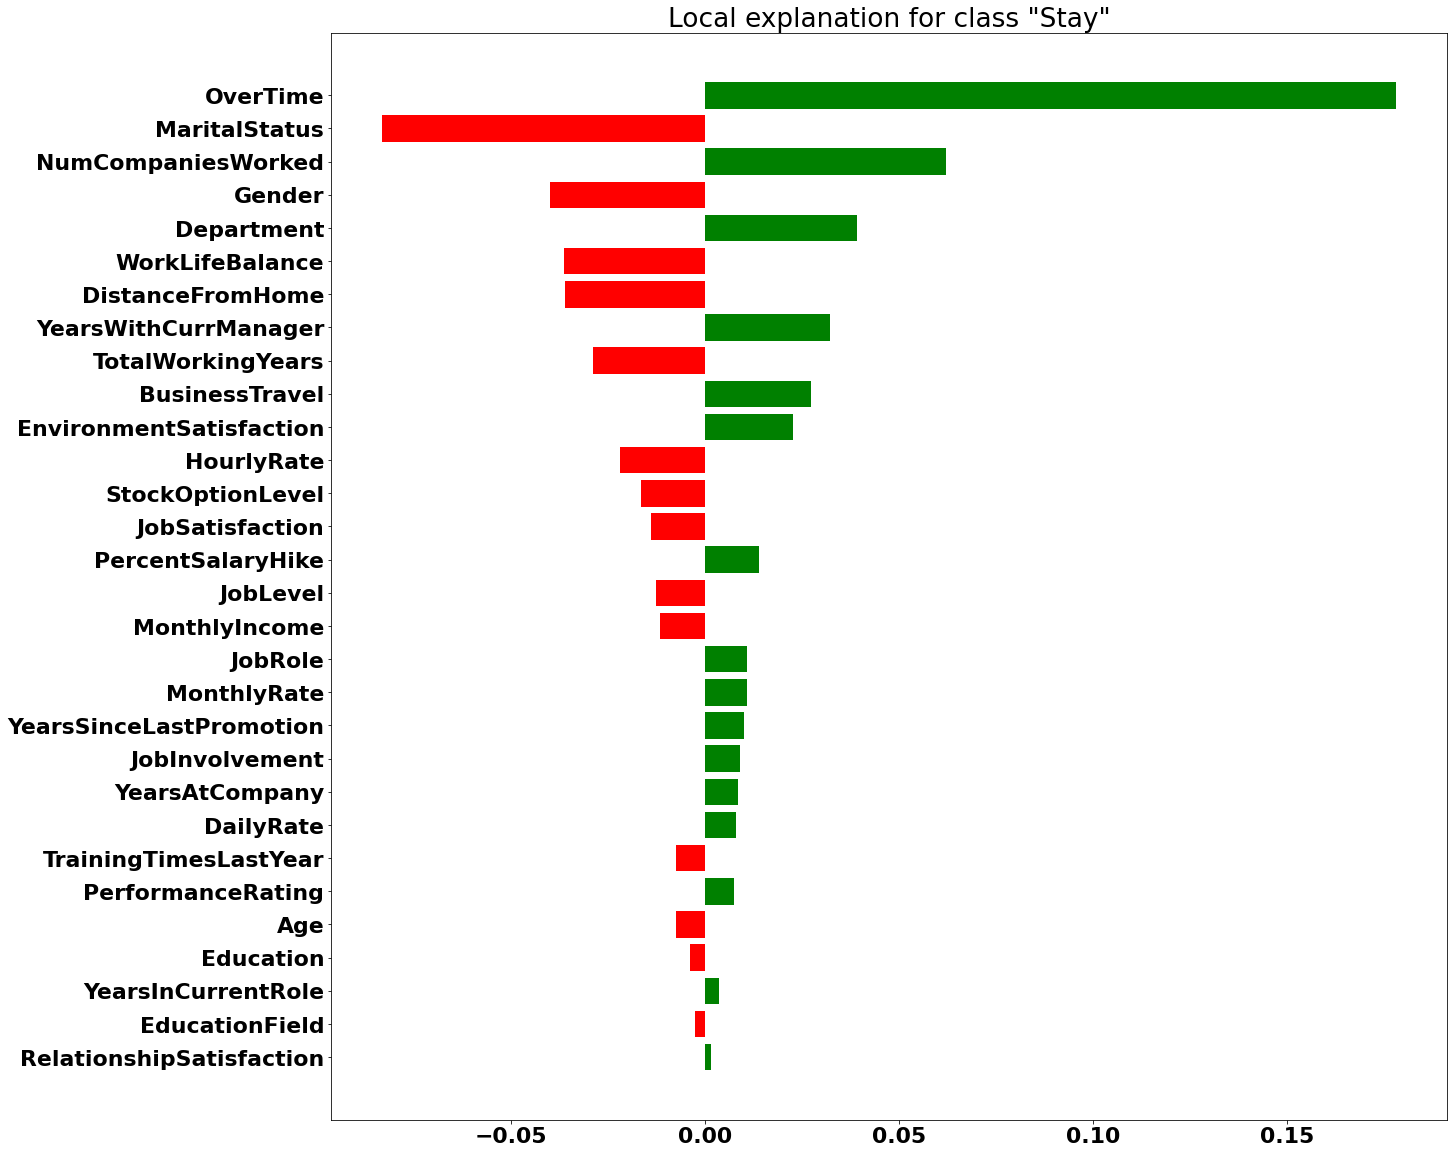 Local explanation for class "Stay"
OverTime
MaritalStatus
NumCompaniesWorked
Gender
Department
WorkLifeBalance
DistanceFromHome
YearsWithCurrManager
TotalWorkingYears
BusinessTravel
EnvironmentSatisfaction
HourlyRate
StockOptionLevel
JobSatisfaction
PercentSalaryHike
JobLevel
MonthlyIncome
JobRole
MonthlyRate
YearsSinceLastPromotion
JobInvolvement
YearsAtCompany
DailyRate
TrainingTimesLastYear
PerformanceRating
Age
Education
YearsInCurrentRole
EducationField
RelationshipSatisfaction
−0.05 0.00 0.05 0.10 0.15